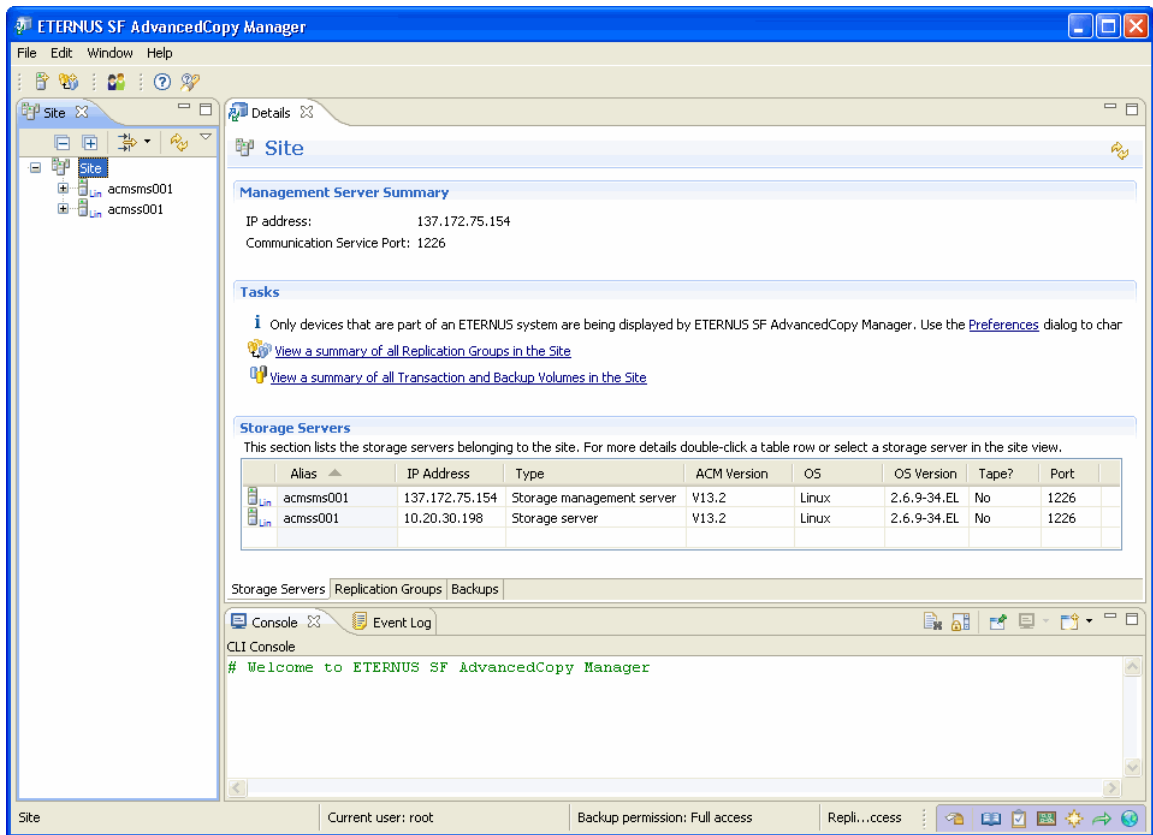 ETERNUS SF AdvancedCopy Manager
File Edit Window Help
Site
Details
Site
Site
acmsms001
acmss001
Management Server Summary
IP address: 137.172.75.154
Communication Service Port: 1226
Tasks
i Only devices that are part of an ETERNUS system are being displayed by ETERNUS SF AdvancedCopy Manager. Use the Preferences dialog to char
View a summary of all Replication Groups in the Site
View a summary of all Transaction and Backup Volumes in the Site
Storage Servers
This section lists the storage servers belonging to the site. For more details double-click a table row or select a storage server in the site view.
Alias IP Address Type ACM Version OS OS Version Tape? Port
Lin acmsms001 137.172.75.154 Storage management server V13.2 Linux 2.6.9-34.EL No 1226
Lin acmss001 10.20.30.198 Storage server V13.2 Linux 2.6.9-34.EL No 1226
Storage Servers Replication Groups Backups
Console Event Log
CLI Console
# Welcome to ETERNUS SF AdvancedCopy Manager
Site Current user: root Backup permission: Full access Repli...ccess